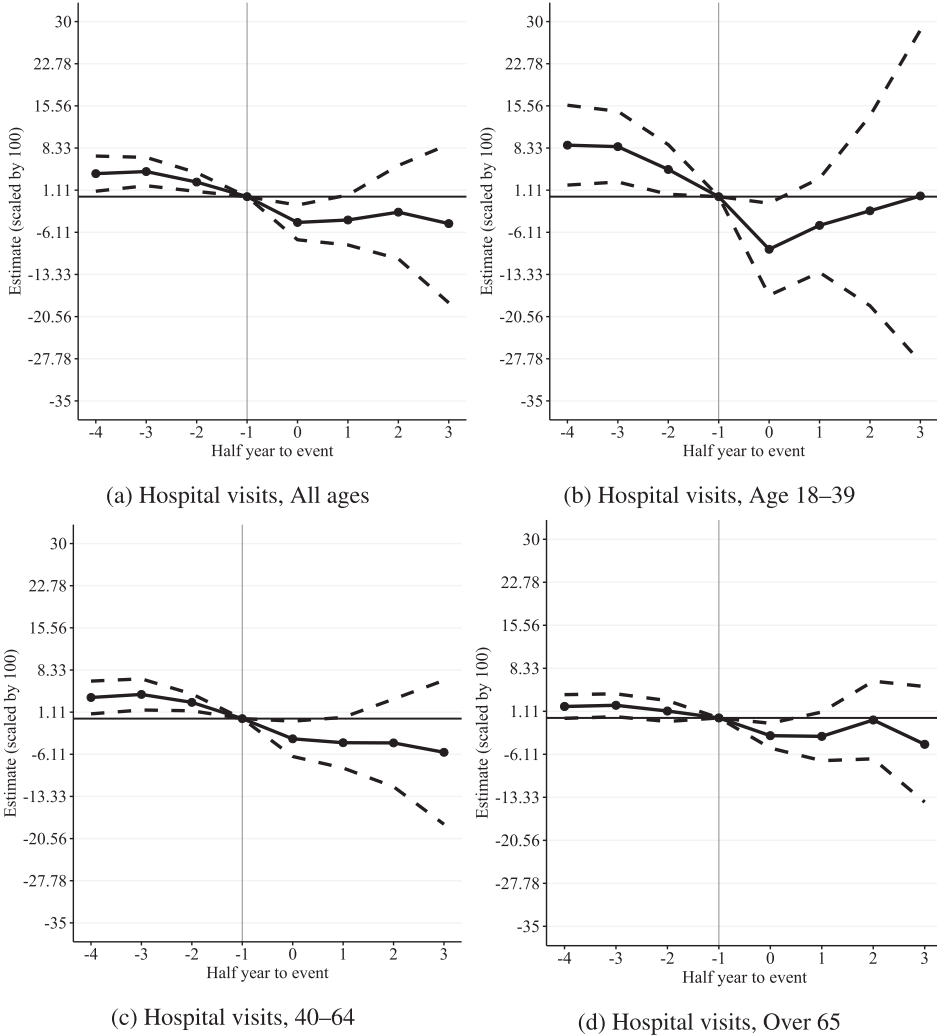 30
22.78
15.56
8.33
1.11
-6.11
-13.33
-20.56
-27.78
-35
Estimate (scaled by 100)
-4 -3 -2 -1 0 1 2 3
Half year to event
(a) Hospital visits, All ages
30
22.78
15.56
8.33
1.11
-6.11
-13.33
-20.56
-27.78
-35
Estimate (scaled by 100)
-4 -3 -2 -1 0 1 2 3
Half year to event
(b) Hospital visits, Age 18–39
30
22.78
15.56
8.33
1.11
-6.11
-13.33
-20.56
-27.78
-35
Estimate (scaled by 100)
-4 -3 -2 -1 0 1 2 3
Half year to event
(c) Hospital visits, 40–64
30
22.78
15.56
8.33
1.11
-6.11
-13.33
-20.56
-27.78
-35
Estimate (scaled by 100)
-4 -3 -2 -1 0 1 2 3
Half year to event
(d) Hospital visits, Over 65